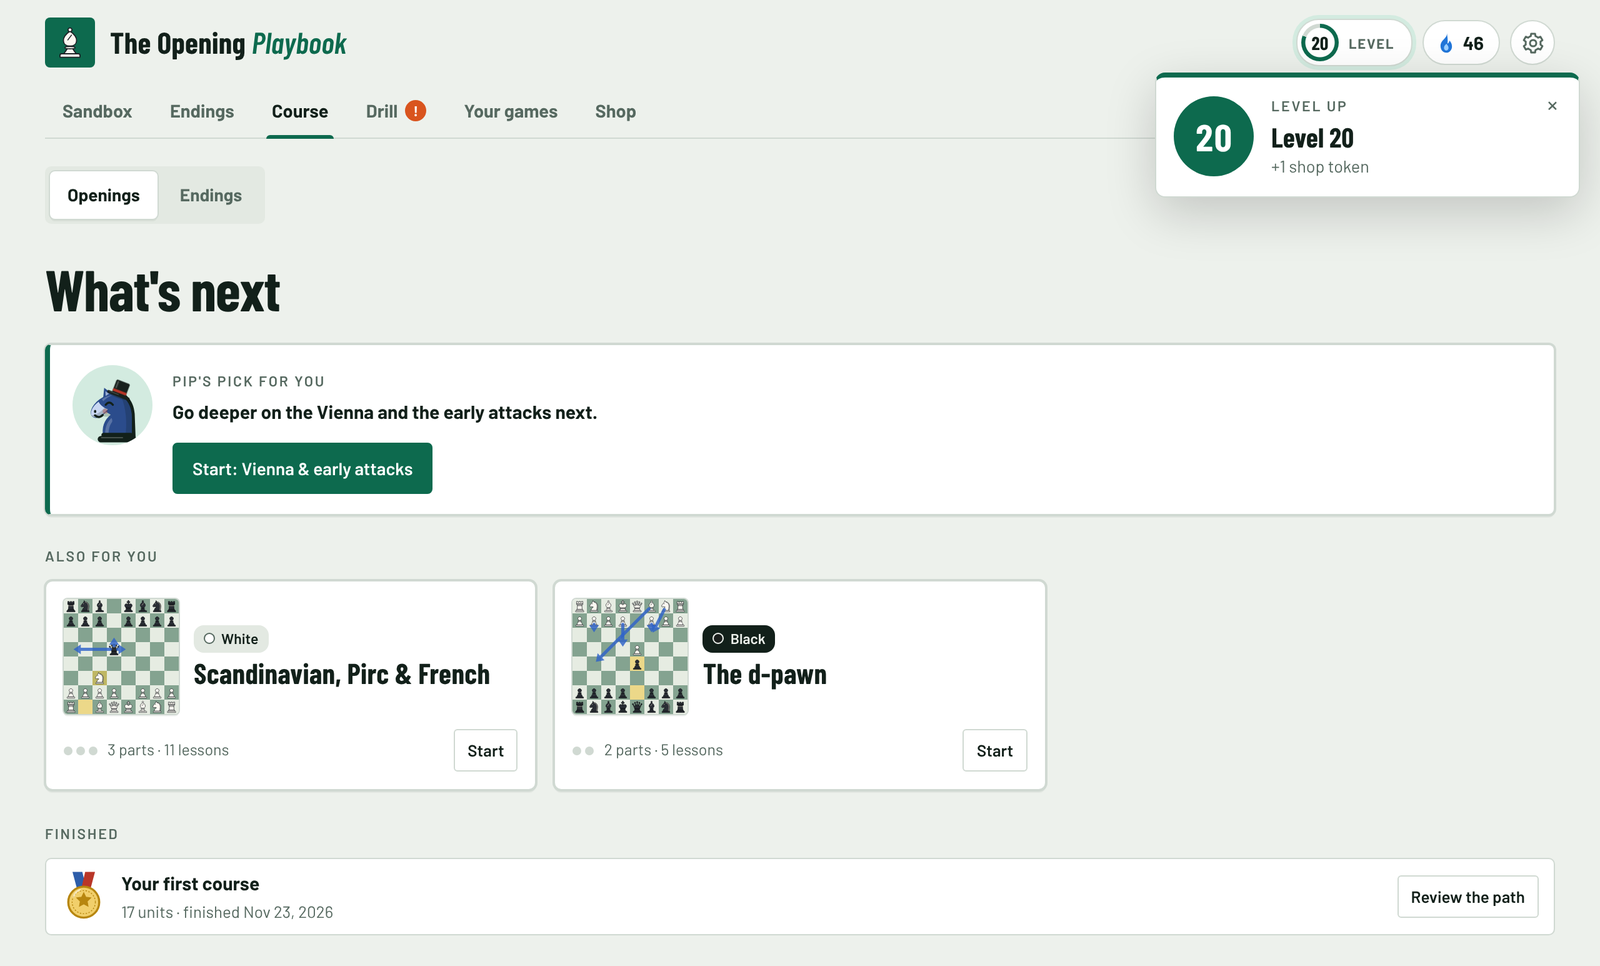 The Opening Playbook
20 LEVEL
46
Sandbox Endings Course Drill ! Your games Shop
20
LEVEL UP
Level 20
+1 shop token
×
Openings Endings
What's next
PIP'S PICK FOR YOU
Go deeper on the Vienna and the early attacks next.
Start: Vienna & early attacks
ALSO FOR YOU
White
Scandinavian, Pirc & French
3 parts · 11 lessons
Start
Black
The d-pawn
2 parts · 5 lessons
Start
FINISHED
Your first course
17 units · finished Nov 23, 2026
Review the path